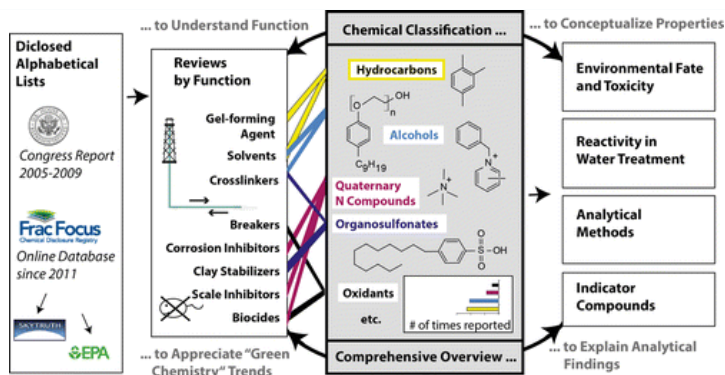 ... to Understand Function
Chemical Classification ...
... to Conceptualize Properties
Diclosed
Alphabetical
Lists
Congress Report
2005-2009
Frac Focus
Chemical Disclosure Registry
Online Database
since 2011
SKYTRUTH
EPA
Reviews
by Function
Gel-forming
Agent
Solvents
Crosslinkers
Breakers
Corrosion Inhibitors
Clay Stabilizers
Scale Inhibitors
Biocides
Hydrocarbons
O
OH
n
O
C9H19
Alcohols
N+
Quaternary
N Compounds
N+
Organosulfonates
O
S
OH
O
Oxidants
etc.
# of times reported
Environmental Fate
and Toxicity
Reactivity in
Water Treatment
Analytical
Methods
Indicator
Compounds
... to Appreciate "Green
Chemistry" Trends
Comprehensive Overview ...
... to Explain Analytical
Findings